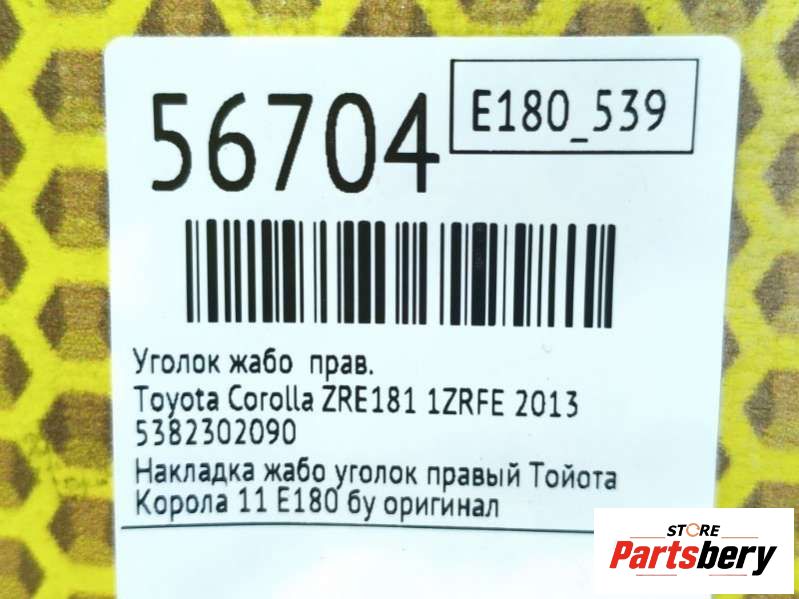 56704
E180_539
Уголок жабо прав.
Toyota Corolla ZRE181 1ZRFE 2013
5382302090
Накладка жабо уголок правый Тойота
Корола 11 E180 бу оригинал
STORE
Partsbery